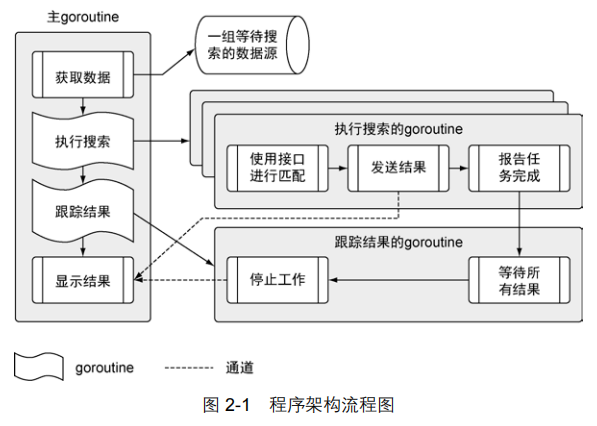 主goroutine
一组等待搜
索的数据源
获取数据
执行搜索
跟踪结果
显示结果
执行搜索的goroutine
使用接口
进行匹配
发送结果
报告任
务完成
跟踪结果的goroutine
停止工作
等待所
有结果
goroutine
通道
图 2-1 程序架构流程图